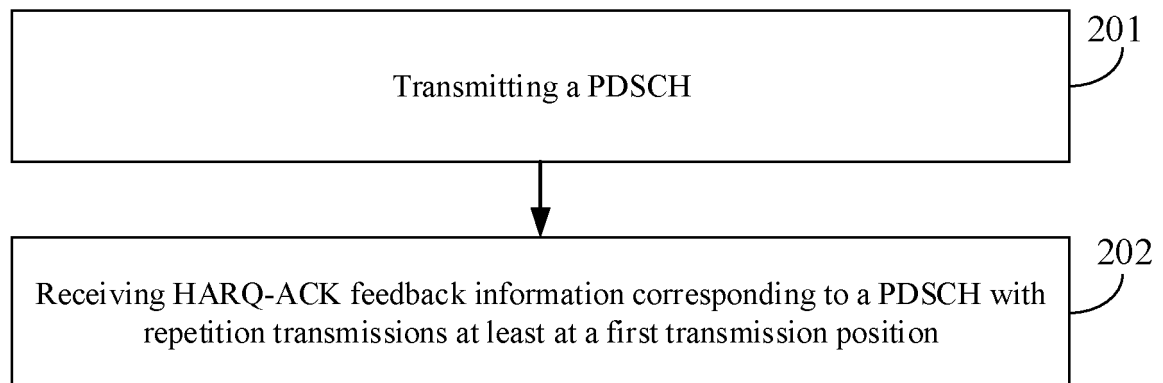 201
Transmitting a PDSCH
202
Receiving HARQ-ACK feedback information corresponding to a PDSCH with
repetition transmissions at least at a first transmission position